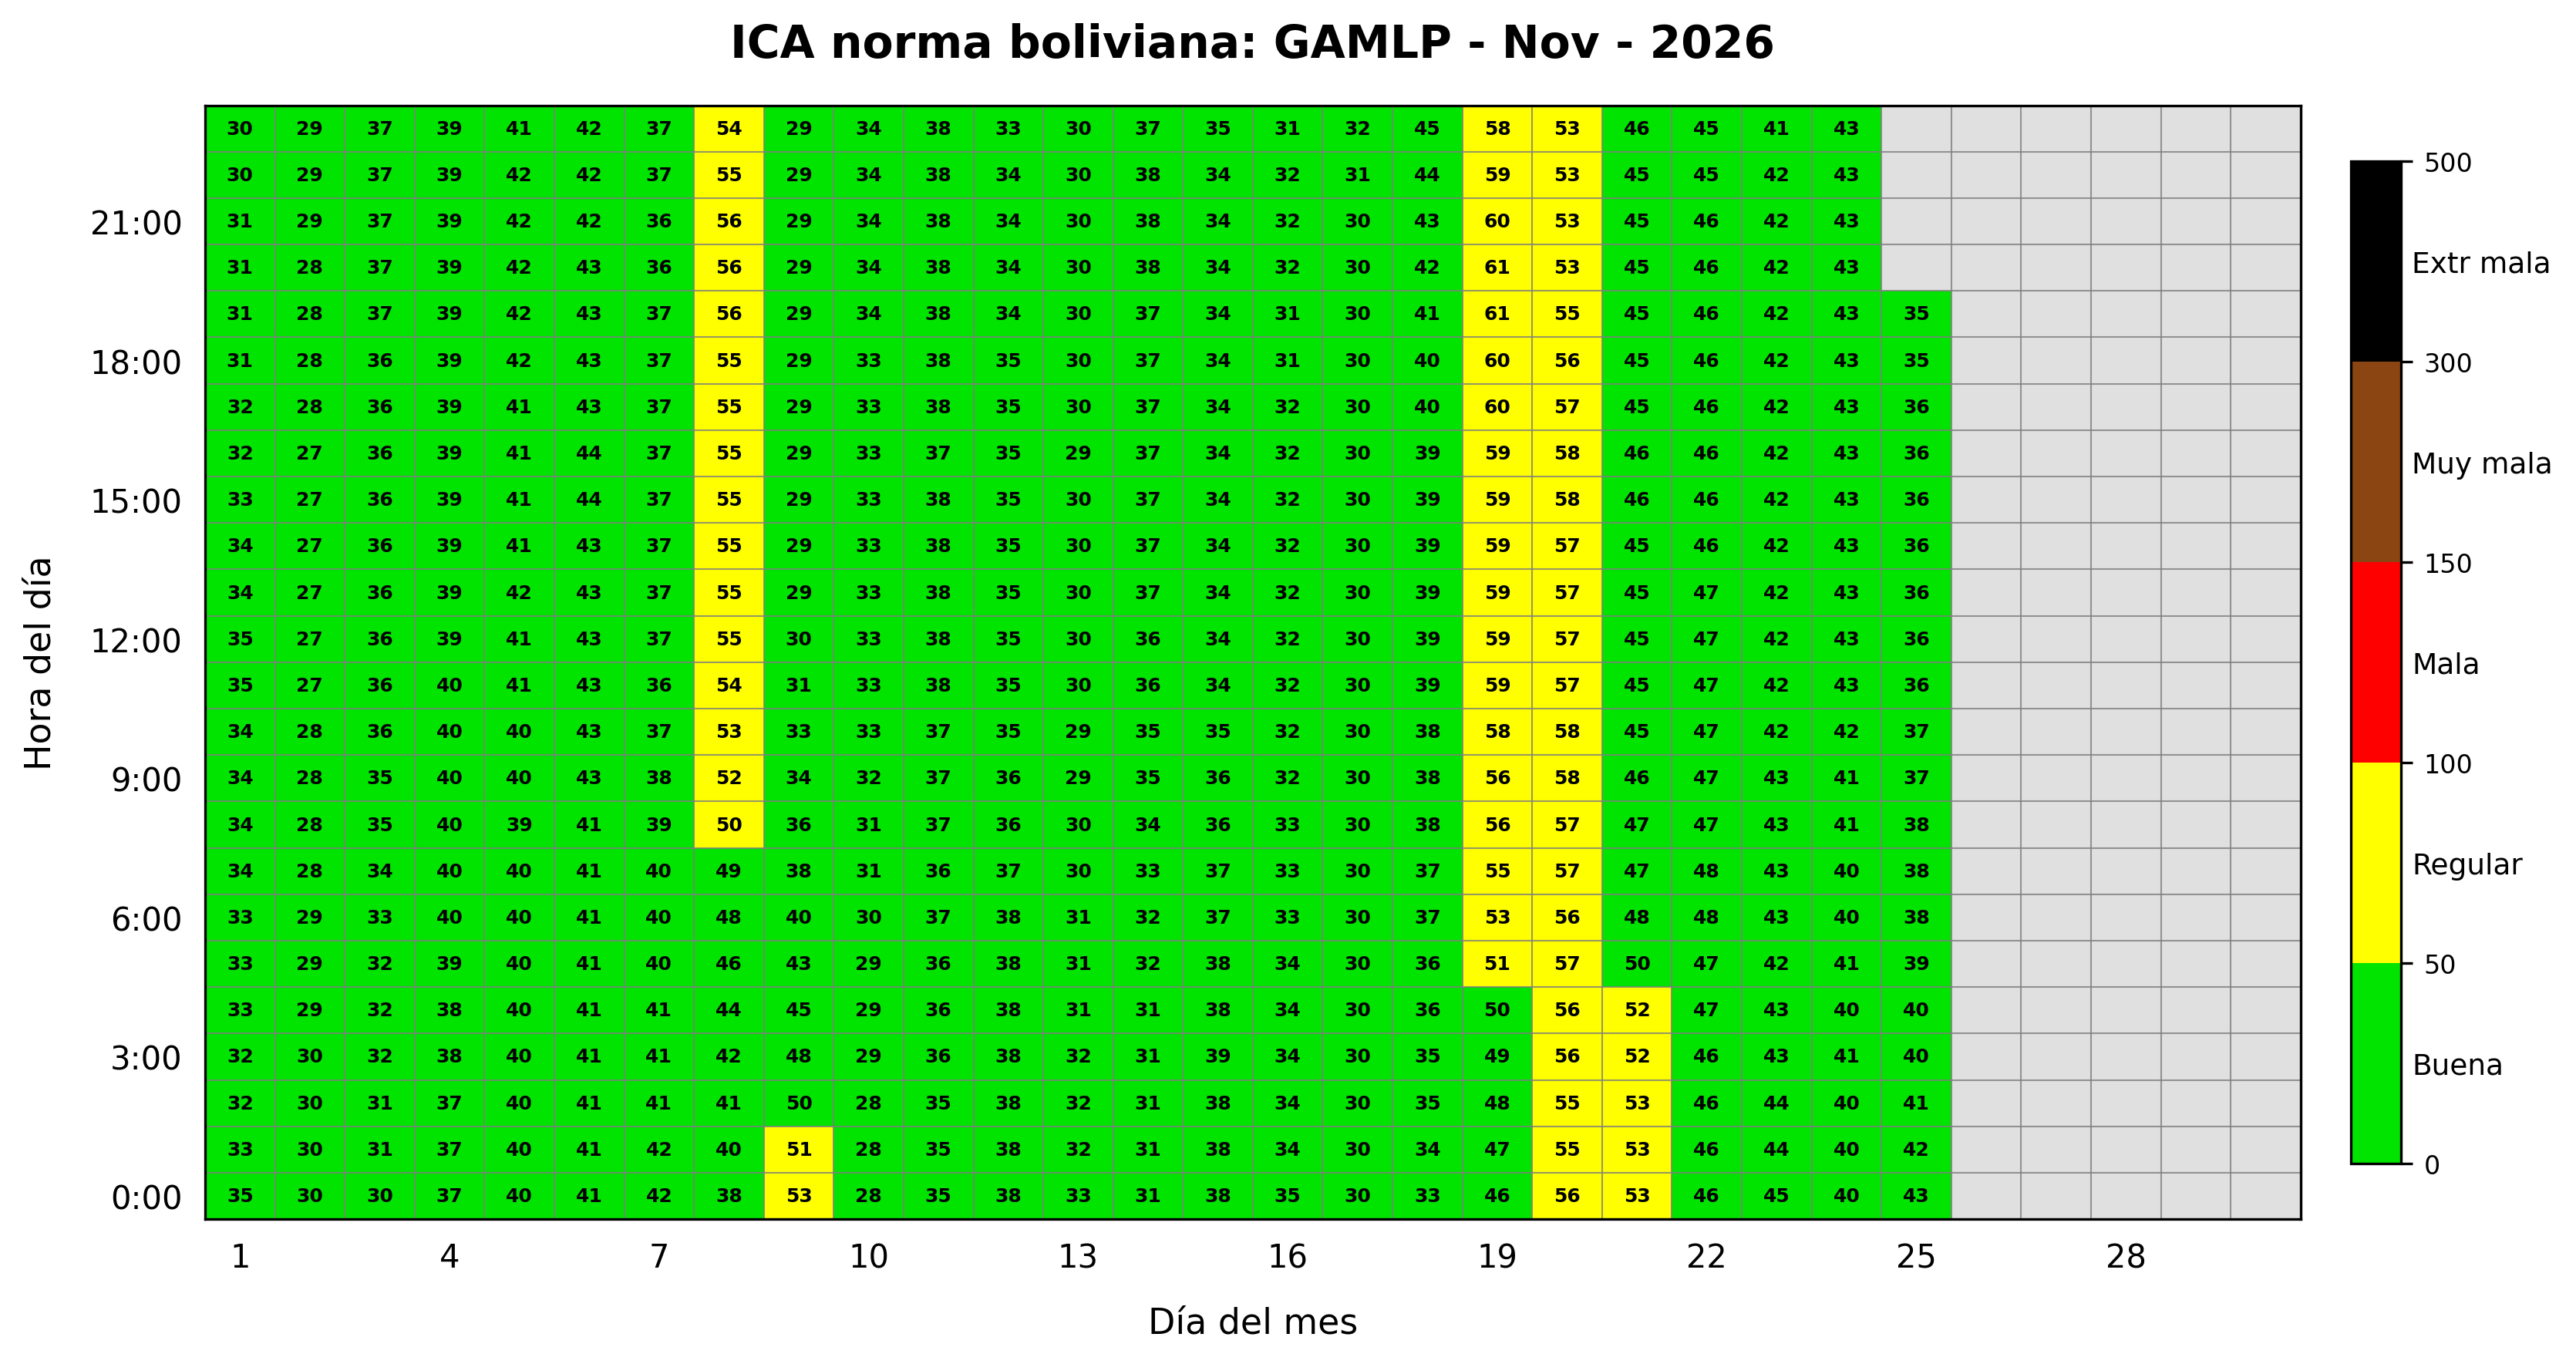 ICA norma boliviana: GAMLP - Nov - 2026
30 29 37 39 41 42 37 54 29 34 38 33 30 37 35 31 32 45 58 53 46 45 41 43
30 29 37 39 42 42 37 55 29 34 38 34 30 38 34 32 31 44 59 53 45 45 42 43
21:00 31 29 37 39 42 42 36 56 29 34 38 34 30 38 34 32 30 43 60 53 45 46 42 43
31 28 37 39 42 43 36 56 29 34 38 34 30 38 34 32 30 42 61 53 45 46 42 43
31 28 37 39 42 43 37 56 29 34 38 34 30 37 34 31 30 41 61 55 45 46 42 43 35
18:00 31 28 36 39 42 43 37 55 29 33 38 35 30 37 34 31 30 40 60 56 45 46 42 43 35
32 28 36 39 41 43 37 55 29 33 38 35 30 37 34 32 30 40 60 57 45 46 42 43 36
32 27 36 39 41 44 37 55 29 33 37 35 29 37 34 32 30 39 59 58 46 46 42 43 36
15:00 33 27 36 39 41 44 37 55 29 33 38 35 30 37 34 32 30 39 59 58 46 46 42 43 36
34 27 36 39 41 43 37 55 29 33 38 35 30 37 34 32 30 39 59 57 45 46 42 43 36
34 27 36 39 42 43 37 55 29 33 38 35 30 37 34 32 30 39 59 57 45 47 42 43 36
12:00 35 27 36 39 41 43 37 55 30 33 38 35 30 36 34 32 30 39 59 57 45 47 42 43 36
35 27 36 40 41 43 36 54 31 33 38 35 30 36 34 32 30 39 59 57 45 47 42 43 36
34 28 36 40 40 43 37 53 33 33 37 35 29 35 35 32 30 38 58 58 45 47 42 42 37
9:00 34 28 35 40 40 43 38 52 34 32 37 36 29 35 36 32 30 38 56 58 46 47 43 41 37
34 28 35 40 39 41 39 50 36 31 37 36 30 34 36 33 30 38 56 57 47 47 43 41 38
34 28 34 40 40 41 40 49 38 31 36 37 30 33 37 33 30 37 55 57 47 48 43 40 38
6:00 33 29 33 40 40 41 40 48 40 30 37 38 31 32 37 33 30 37 53 56 48 48 43 40 38
33 29 32 39 40 41 40 46 43 29 36 38 31 32 38 34 30 36 51 57 50 47 42 41 39
33 29 32 38 40 41 41 44 45 29 36 38 31 31 38 34 30 36 50 56 52 47 43 40 40
3:00 32 30 32 38 40 41 41 42 48 29 36 38 32 31 39 34 30 35 49 56 52 46 43 41 40
32 30 31 37 40 41 41 41 50 28 35 38 32 31 38 34 30 35 48 55 53 46 44 40 41
33 30 31 37 40 41 42 40 51 28 35 38 32 31 38 34 30 34 47 55 53 46 44 40 42
0:00 35 30 30 37 40 41 42 38 53 28 35 38 33 31 38 35 30 33 46 56 53 46 45 40 43
1 4 7 10 13 16 19 22 25 28
Día del mes
Hora del día
500
Extr mala
300
Muy mala
150
Mala
100
Regular
50
Buena
0